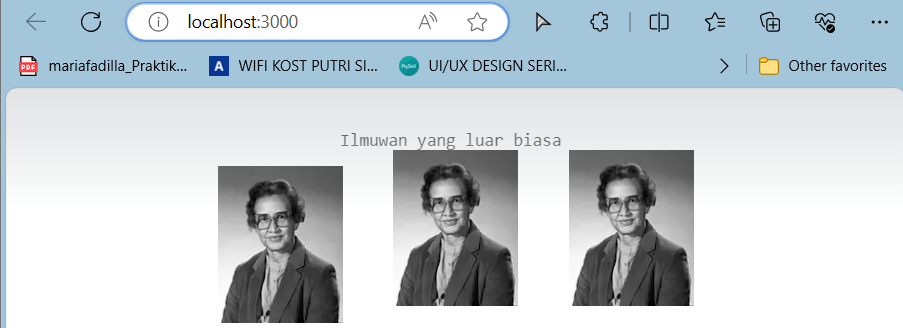 localhost:3000
mariafadilla_Praktik...
WIFI KOST PUTRI SI...
UI/UX DESIGN SERI...
Other favorites
Ilmuwan yang luar biasa